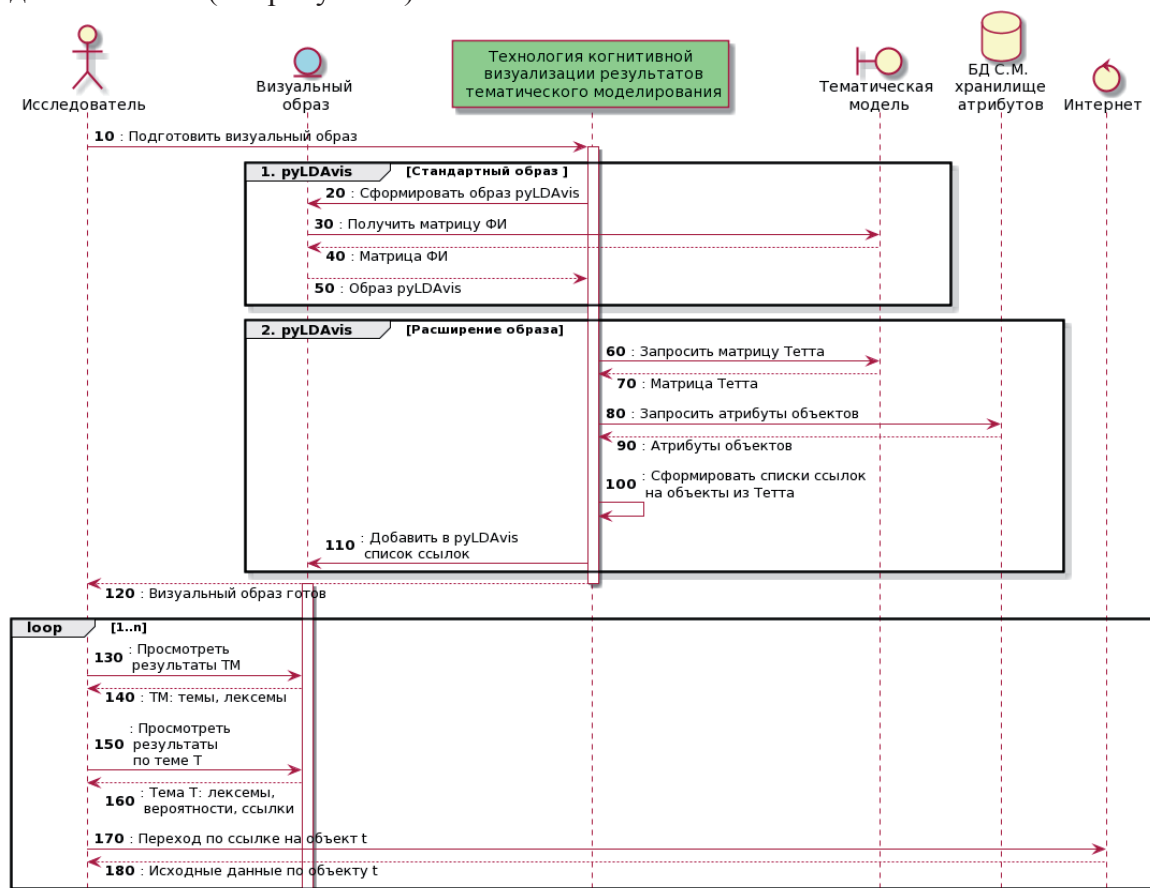 Технология когнитивной
визуализации результатов
тематического моделирования
Исследователь
Визуальный
образ
Тематическая
модель
БД С.М.
хранилище
атрибутов
Интернет
10 : Подготовить визуальный образ
1. pyLDAvis [Стандартный образ ]
20 : Сформировать образ pyLDAvis
30 : Получить матрицу ФИ
40 : Матрица ФИ
50 : Образ pyLDAvis
2. pyLDAvis [Расширение образа]
60 : Запросить матрицу Тетта
70 : Матрица Тетта
80 : Запросить атрибуты объектов
90 : Атрибуты объектов
100 : Сформировать списки ссылок
на объекты из Тетта
110 : Добавить в pyLDAvis
список ссылок
120 : Визуальный образ готов
loop [1..n]
130 : Просмотреть
результаты ТМ
140 : ТМ: темы, лексемы
150 : Просмотреть
результаты
по теме Т
160 : Тема Т: лексемы,
вероятности, ссылки
170 : Переход по ссылке на объект t
180 : Исходные данные по объекту t